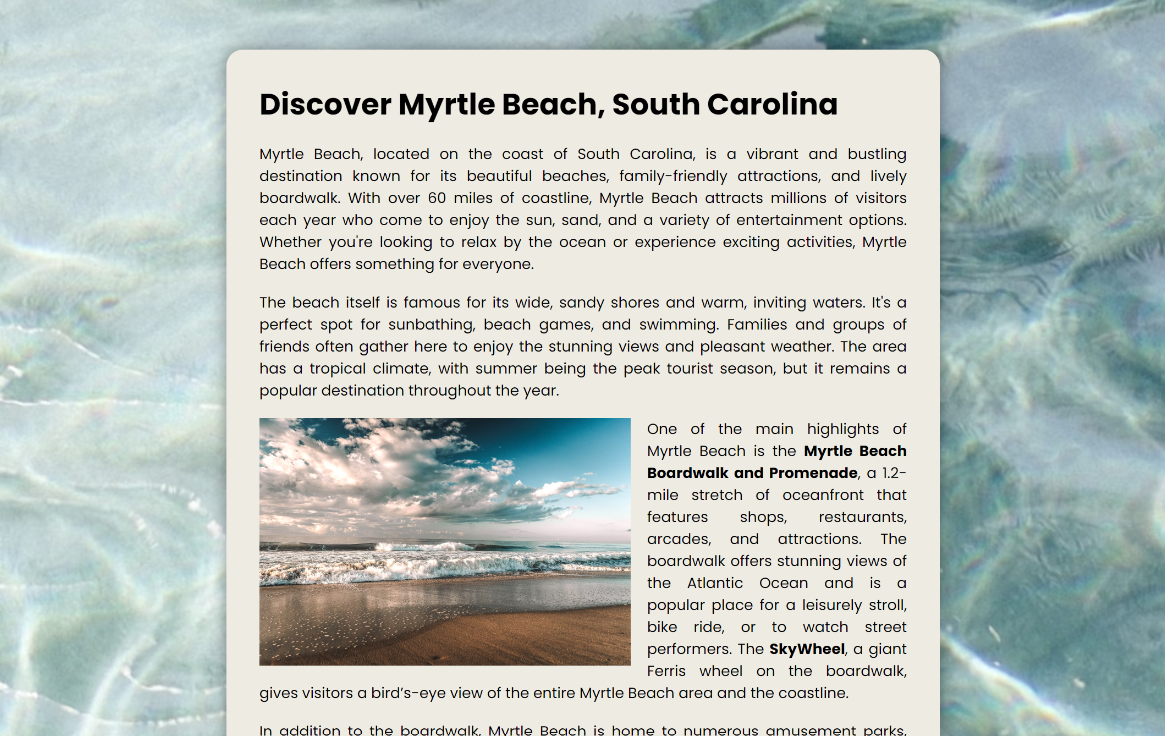 Discover Myrtle Beach, South Carolina
Myrtle Beach, located on the coast of South Carolina, is a vibrant and bustling
destination known for its beautiful beaches, family-friendly attractions, and lively
boardwalk. With over 60 miles of coastline, Myrtle Beach attracts millions of visitors
each year who come to enjoy the sun, sand, and a variety of entertainment options.
Whether you're looking to relax by the ocean or experience exciting activities, Myrtle
Beach offers something for everyone.
The beach itself is famous for its wide, sandy shores and warm, inviting waters. It's a
perfect spot for sunbathing, beach games, and swimming. Families and groups of
friends often gather here to enjoy the stunning views and pleasant weather. The area
has a tropical climate, with summer being the peak tourist season, but it remains a
popular destination throughout the year.
One of the main highlights of
Myrtle Beach is the Myrtle Beach
Boardwalk and Promenade, a 1.2-
mile stretch of oceanfront that
features shops, restaurants,
arcades, and attractions. The
boardwalk offers stunning views of
the Atlantic Ocean and is a
popular place for a leisurely stroll,
bike ride, or to watch street
performers. The SkyWheel, a giant
Ferris wheel on the boardwalk,
gives visitors a bird’s-eye view of the entire Myrtle Beach area and the coastline.
In addition to the boardwalk, Myrtle Beach is home to numerous amusement parks,